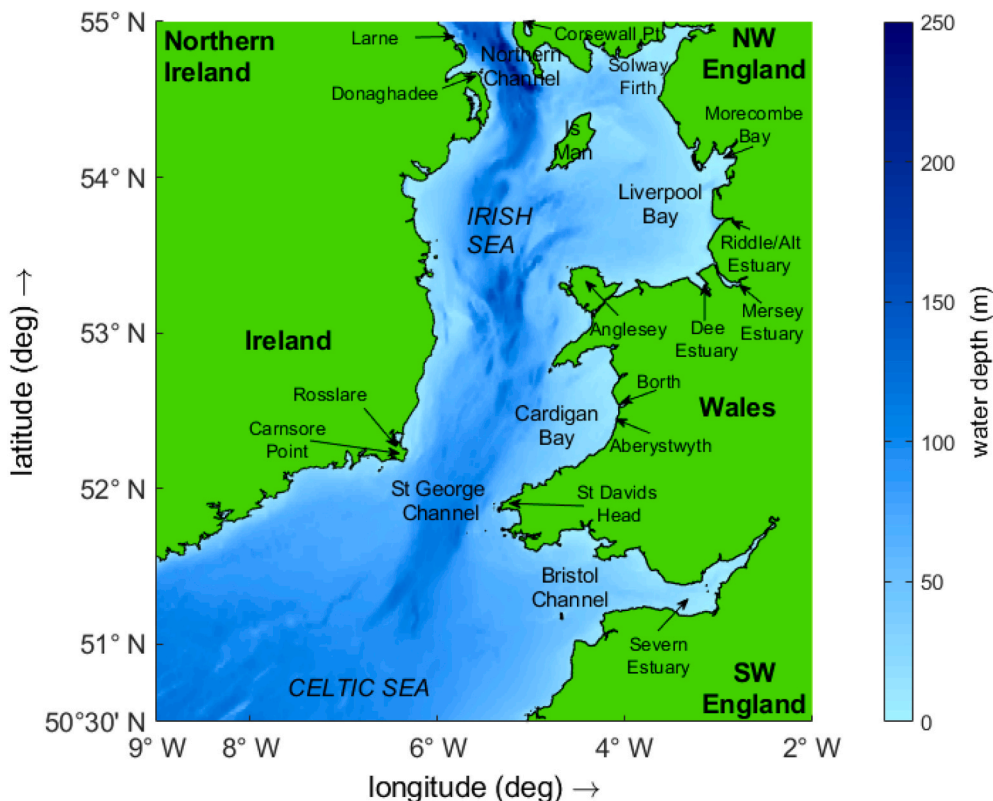 55° N
54° N
53° N
52° N
51° N
50°30' N
latitude (deg) →
Northern
Ireland
Larne
Donaghadee
Northern
Channel
Corsewall Pt
Solway
Firth
NW
England
Morecombe
Bay
Is
Man
Liverpool
Bay
IRISH
SEA
Riddle/Alt
Estuary
Mersey
Estuary
Dee
Estuary
Anglesey
Ireland
Rosslare
Carnsore
Point
Borth
Cardigan
Bay
Wales
Aberystwyth
St George
Channel
St Davids
Head
Bristol
Channel
Severn
Estuary
CELTIC SEA
SW
England
9° W
8° W
6° W
4° W
2° W
longitude (deg) →
250
200
150
100
50
0
water depth (m)